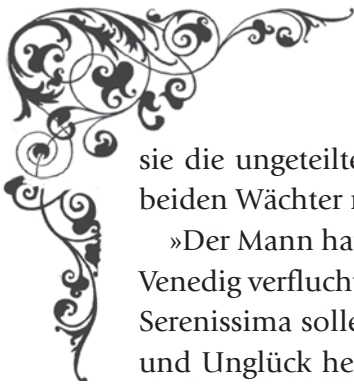 sie die ungeteilte
beiden Wächter
»Der Mann ha
Venedig verflucht
Serenissima solle
und Unglück he